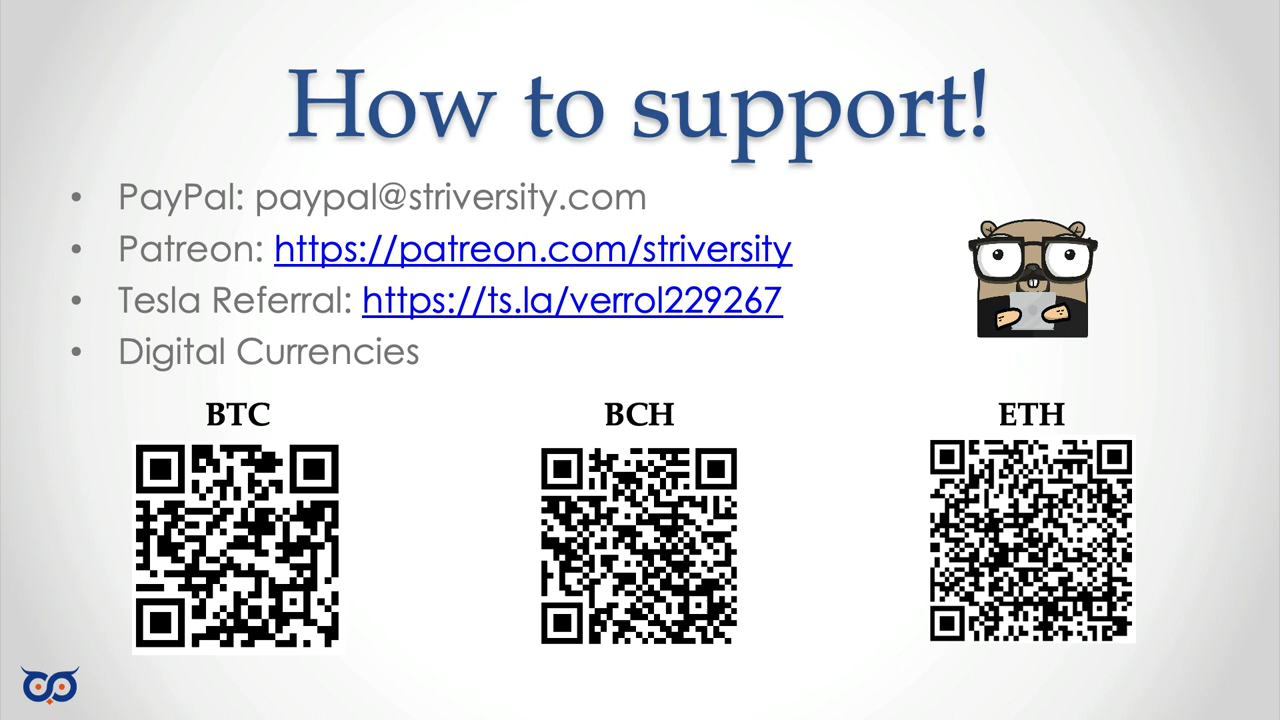 How to support!
• PayPal: paypal@striversity.com
• Patreon: https://patreon.com/striversity
• Tesla Referral: https://ts.la/verrol229267
• Digital Currencies
BTC
BCH
ETH